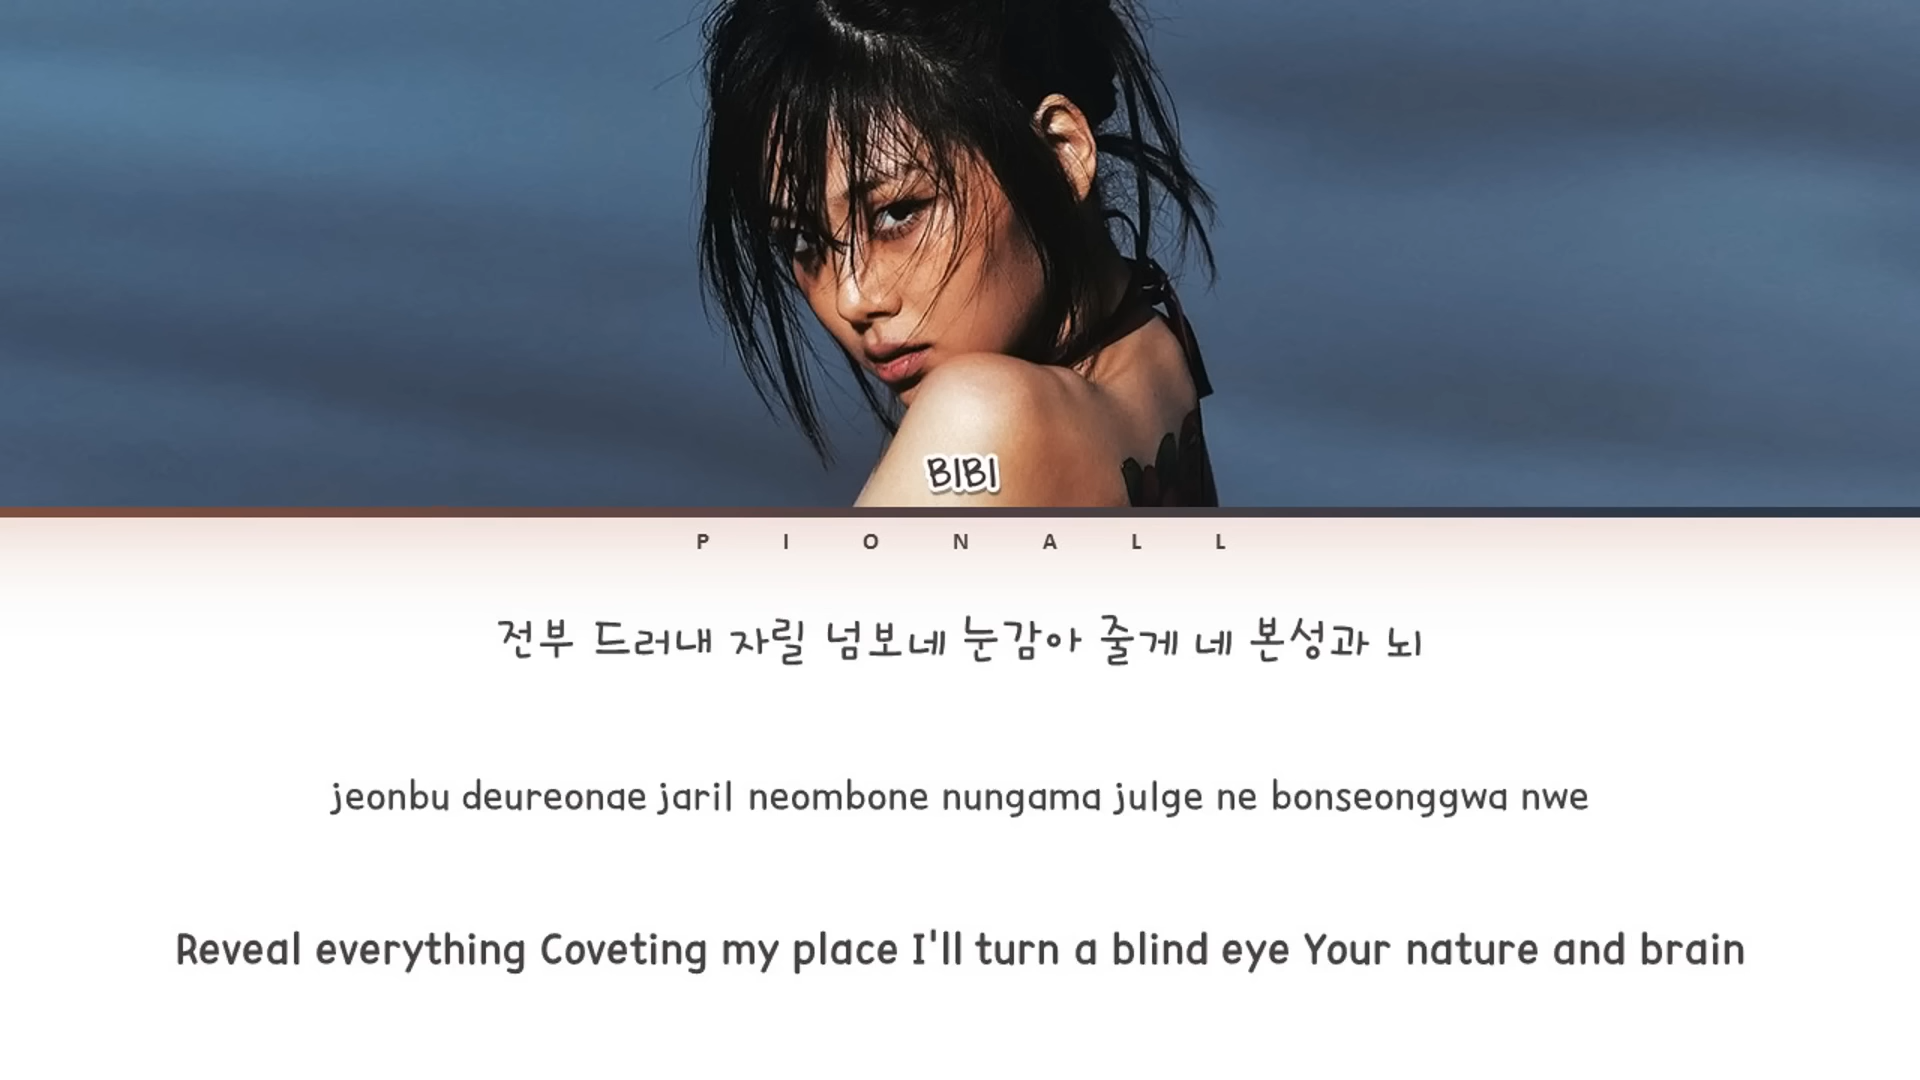 BIBI
P I O N A L L
전부 드러내 자릴 넘보네 눈감아 줄게 네 본성과 뇌
jeonbu deureonae jaril neombone nungama julge ne bonseonggwa nwe
Reveal everything Coveting my place I'll turn a blind eye Your nature and brain